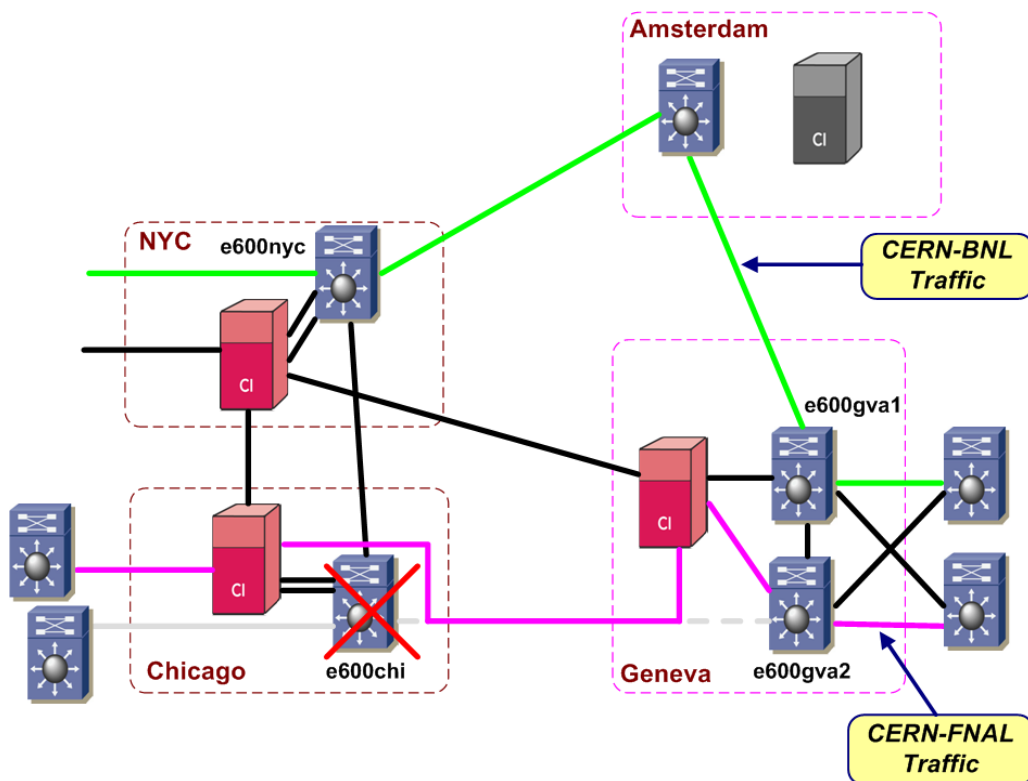 Amsterdam
CI
NYC
e600nyc
CERN-BNL
Traffic
CI
e600gva1
CI
CI
Chicago
e600chi
Geneva
e600gva2
CERN-FNAL
Traffic